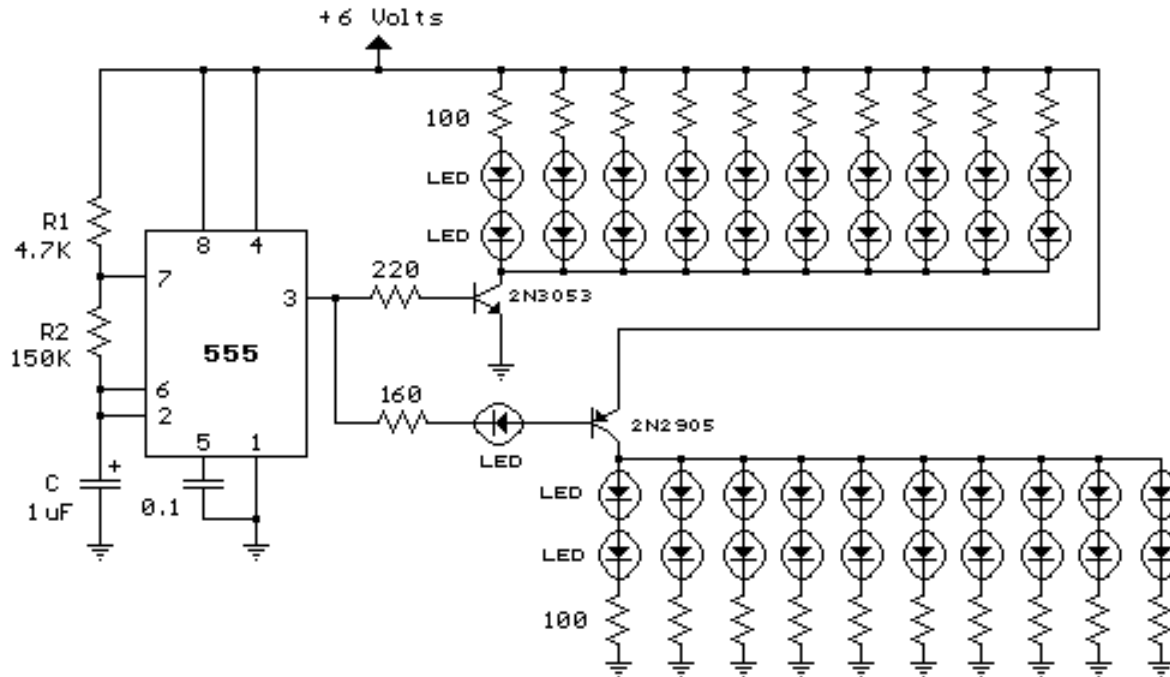 +6 Volts
100
LED
LED
R1
4.7K
8
4
7
3
220
2N3053
R2
150K
555
6
2
160
2N2905
LED
5
1
C
+
1uF
0.1
LED
LED
100